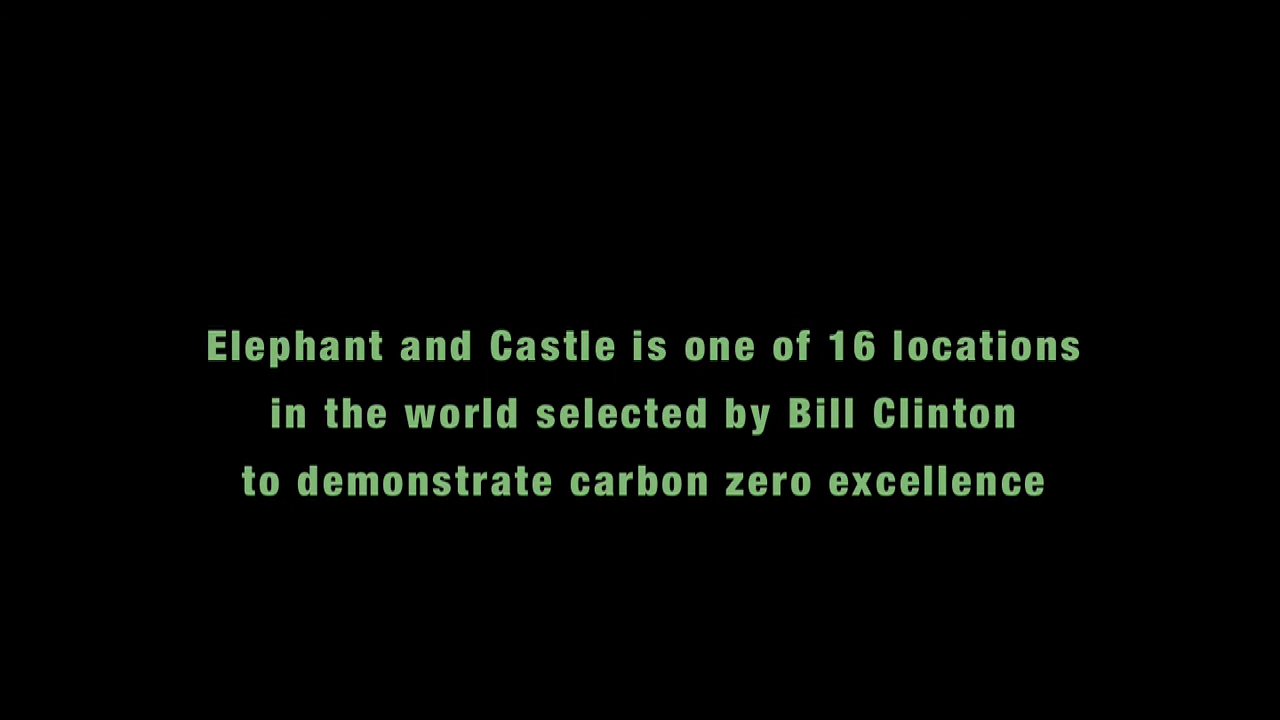 Elephant and Castle is one of 16 locations
in the world selected by Bill Clinton
to demonstrate carbon zero excellence